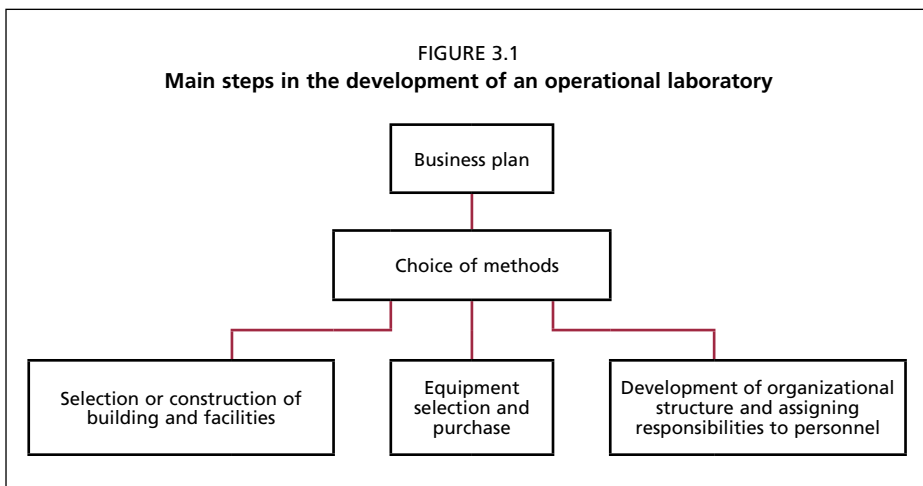 FIGURE 3.1
Main steps in the development of an operational laboratory
Business plan
Choice of methods
Selection or construction of
building and facilities
Equipment
selection and
purchase
Development of organizational
structure and assigning
responsibilities to personnel